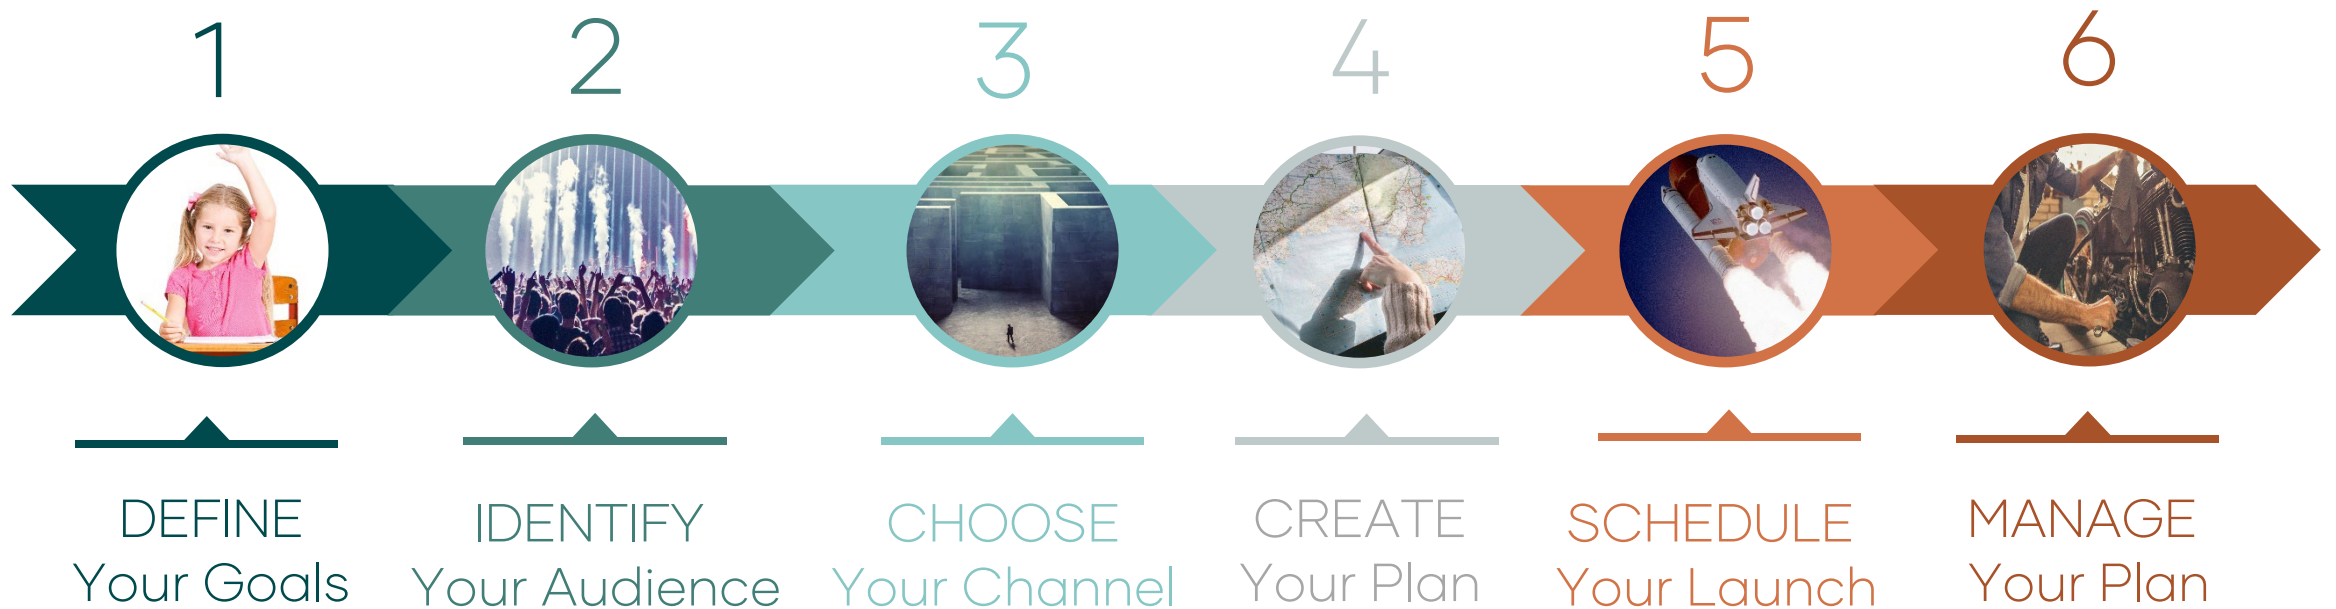 1
2
3
4
5
6
DEFINE
Your Goals
IDENTIFY
Your Audience
CHOOSE
Your Channel
CREATE
Your Plan
SCHEDULE
Your Launch
MANAGE
Your Plan